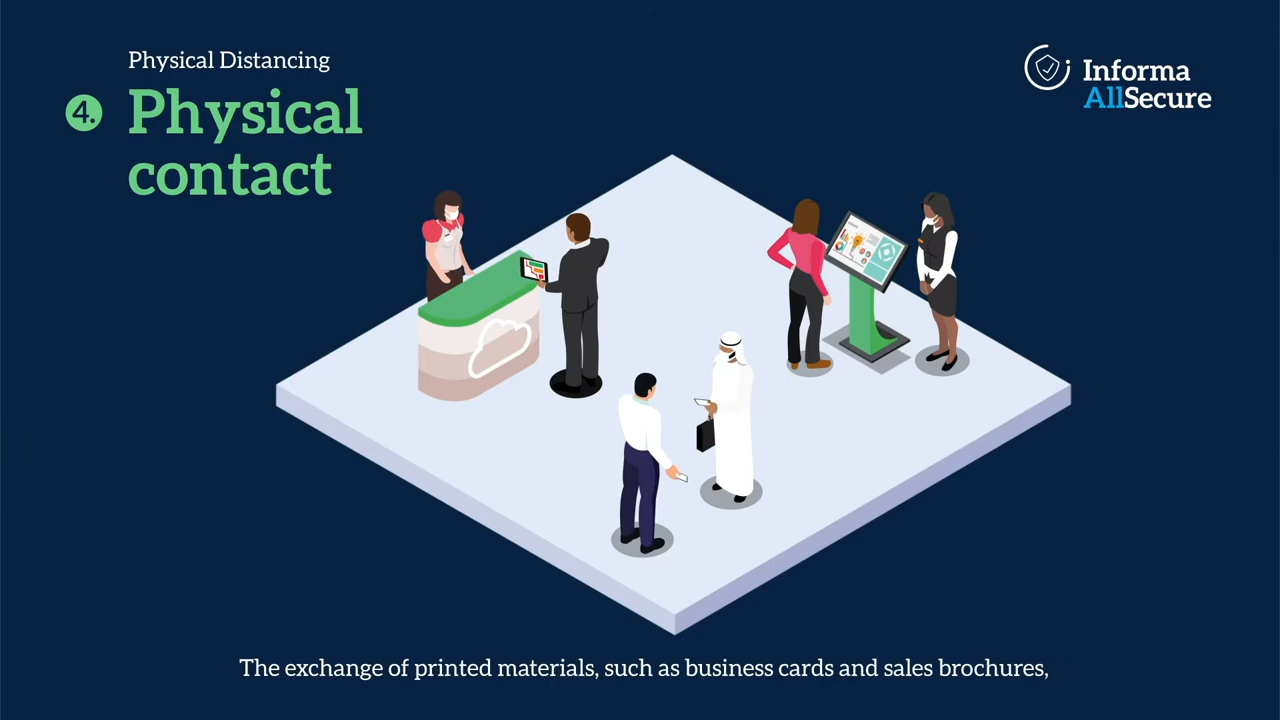 Physical Distancing
4. Physical
contact
Informa
AllSecure
The exchange of printed materials, such as business cards and sales brochures,